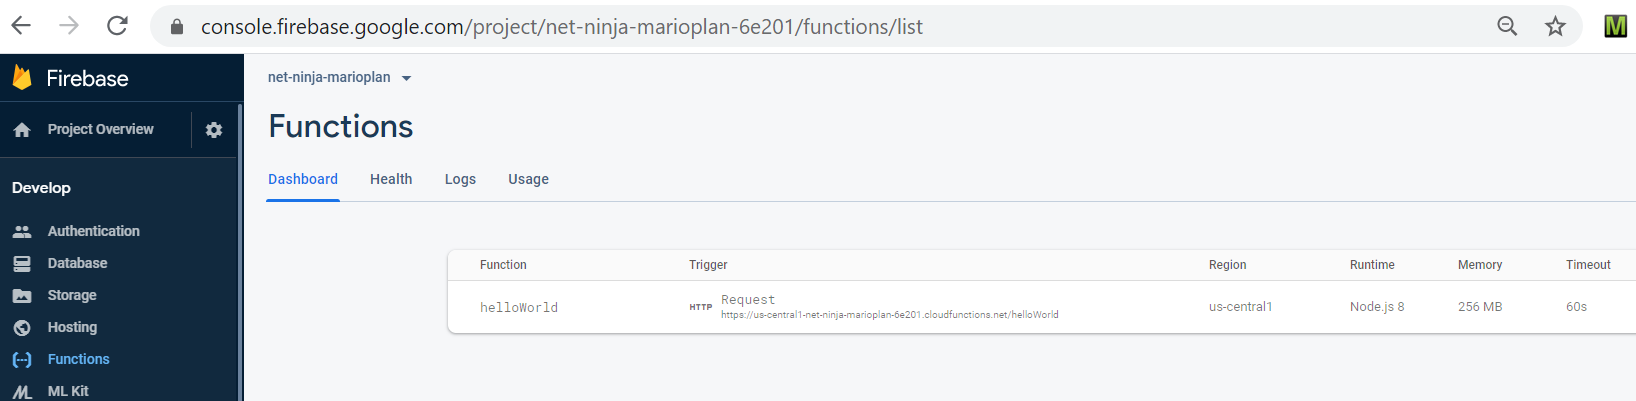 console.firebase.google.com/project/net-ninja-marioplan-6e201/functions/list
M
Firebase
net-ninja-marioplan
Project Overview
Functions
Develop
Dashboard Health Logs Usage
Authentication
Database
Storage
Hosting
Functions
ML Kit
Function Trigger Region Runtime Memory Timeout
helloWorld HTTP Request us-central1 Node.js 8 256 MB 60s
https://us-central1-net-ninja-marioplan-6e201.cloudfunctions.net/helloWorld